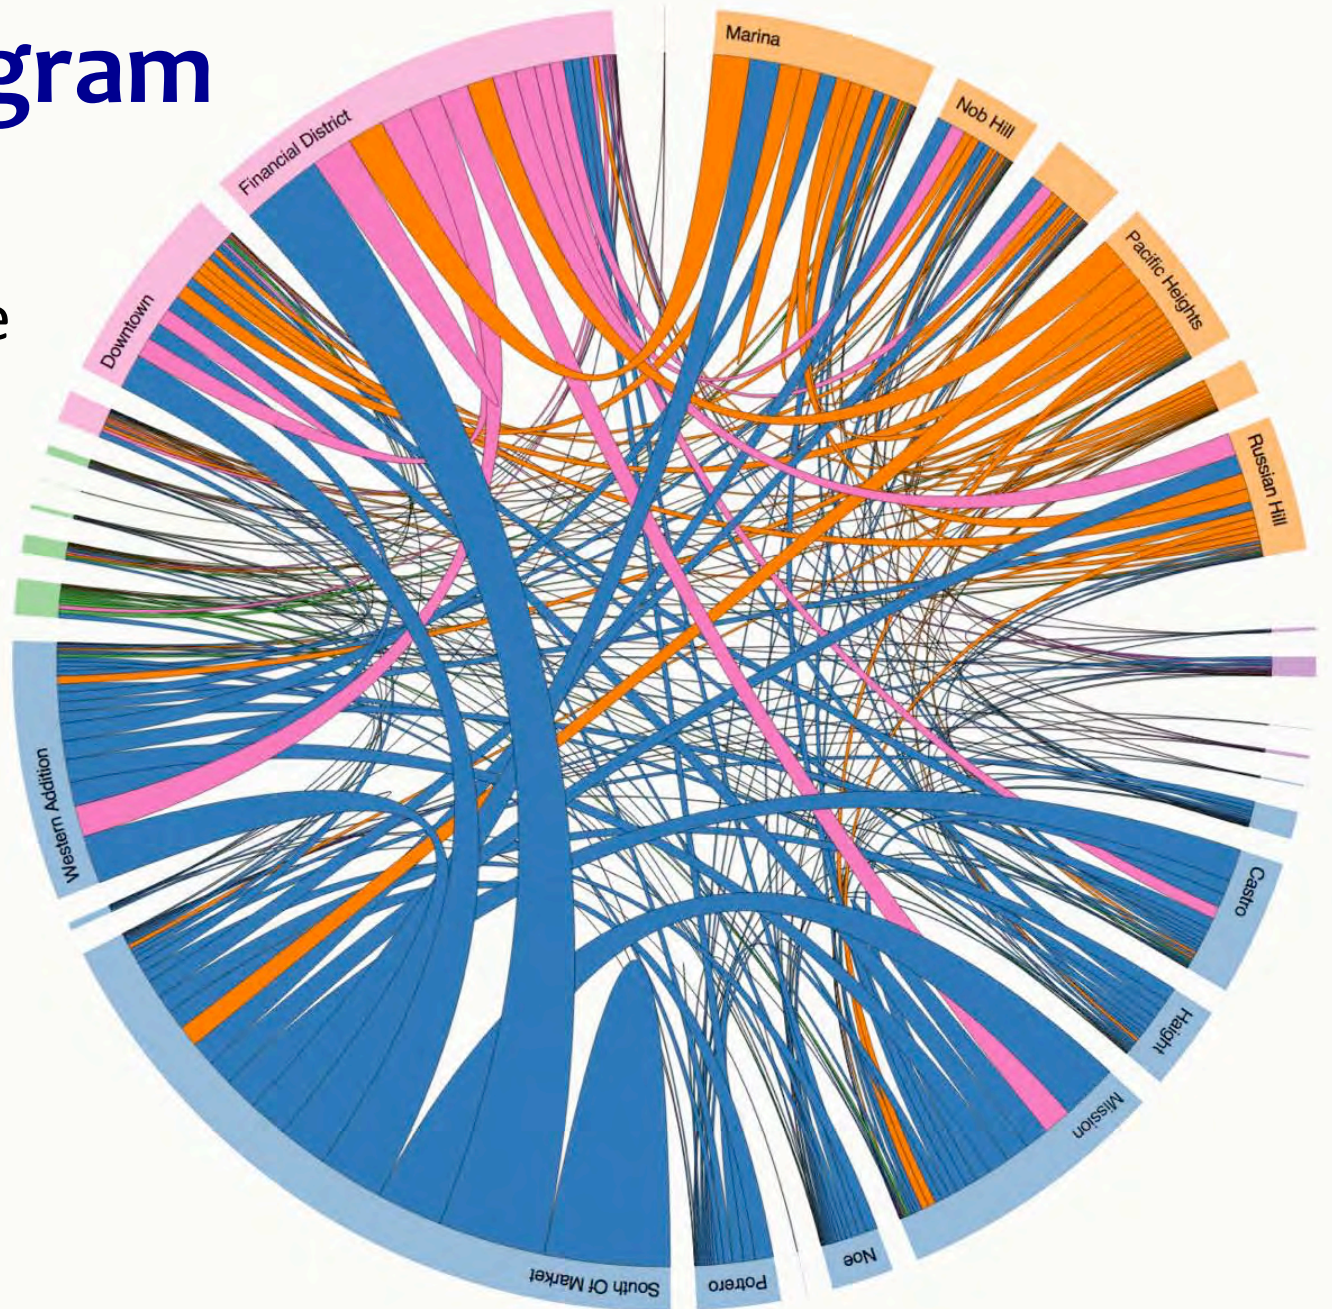 gram
e
Marina
Nob Hill
Pacific Heights
Russian Hill
Castro
Haight
Mission
Noe
Potrero
South Of Market
Western Addition
Downtown
Financial District